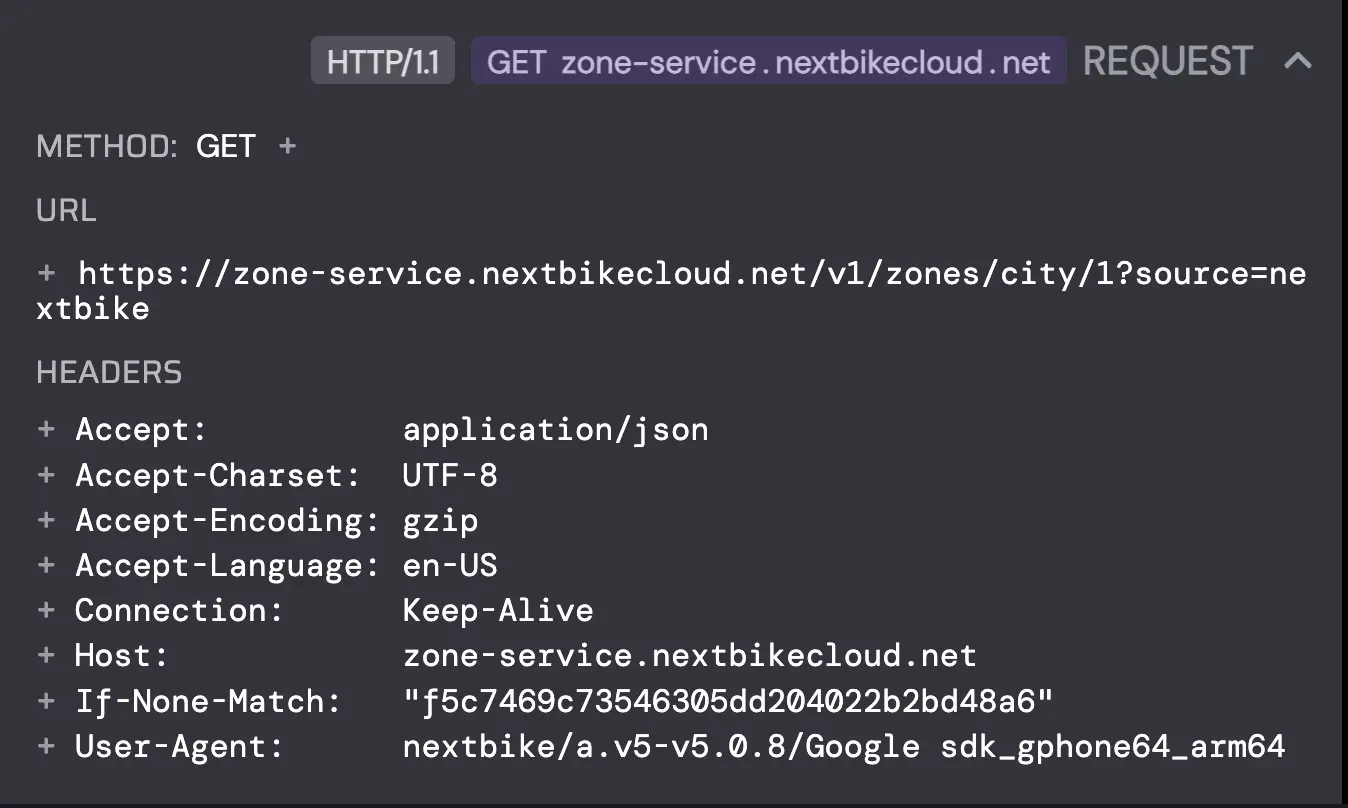 HTTP/1.1 GET zone-service.nextbikecloud.net REQUEST
METHOD: GET +
URL
+ https://zone-service.nextbikecloud.net/v1/zones/city/1?source=ne
xtbike
HEADERS
+ Accept: application/json
+ Accept-Charset: UTF-8
+ Accept-Encoding: gzip
+ Accept-Language: en-US
+ Connection: Keep-Alive
+ Host: zone-service.nextbikecloud.net
+ If-None-Match: "f5c7469c73546305dd204022b2bd48a6"
+ User-Agent: nextbike/a.v5-v5.0.8/Google sdk_gphone64_arm64